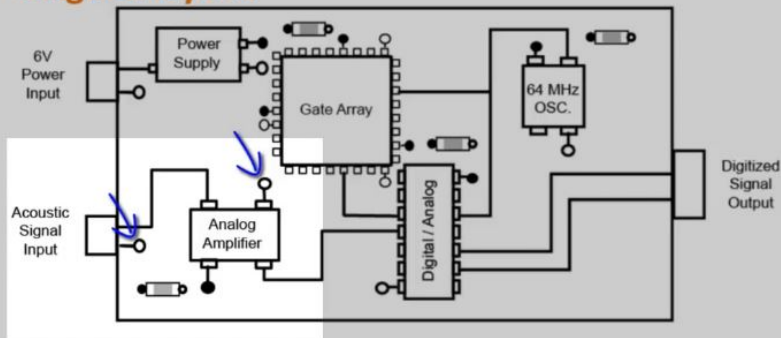 6V
Power
Input
Power
Supply
Gate Array
64 MHz
OSC.
Acoustic
Signal
Input
Analog
Amplifier
Digital / Analog
Digitized
Signal
Output